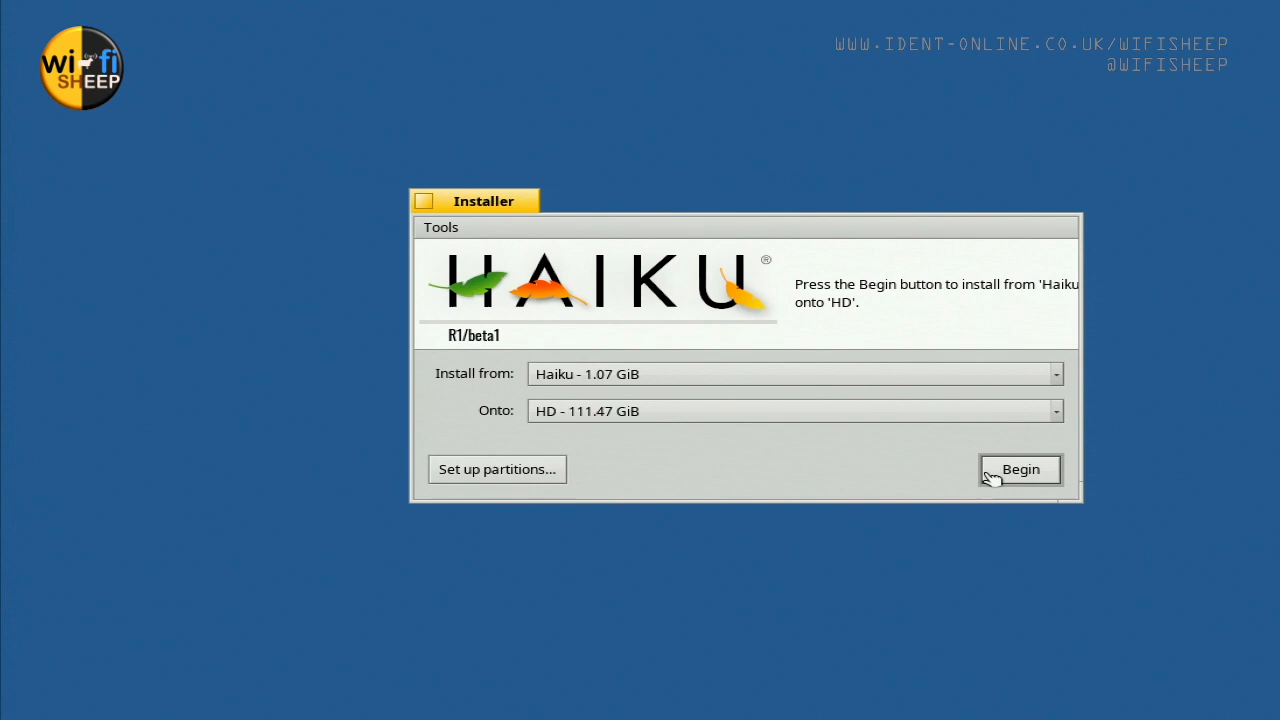 wi-fi
SHEEP
WWW.IDENT-ONLINE.CO.UK/WIFISHEEP
@WIFISHEEP
Installer
Tools
HAIKU®
R1/beta1
Press the Begin button to install from 'Haiku
onto 'HD'.
Install from: Haiku - 1.07 GiB
Onto: HD - 111.47 GiB
Set up partitions... Begin